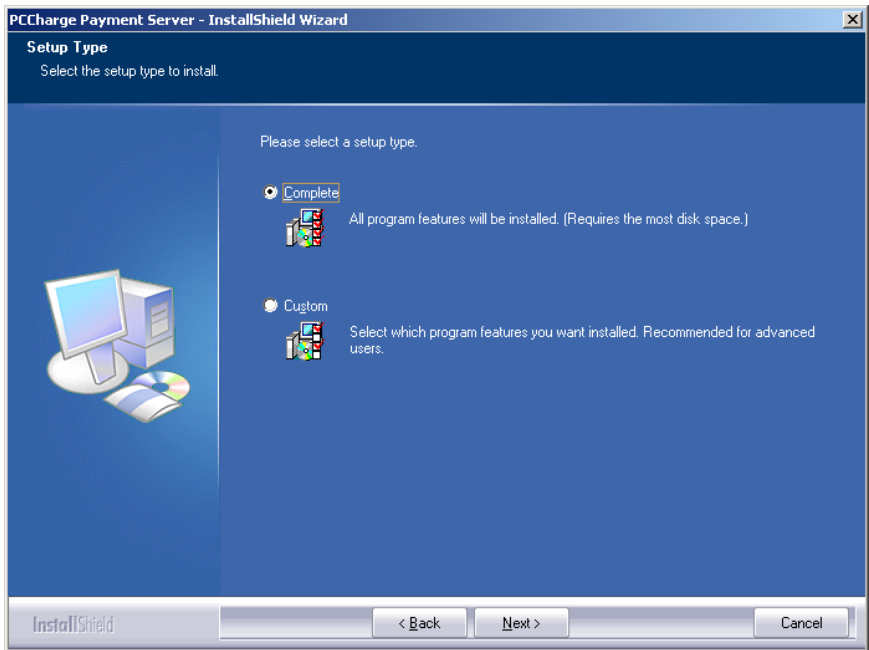 PCCharge Payment Server - InstallShield Wizard
Setup Type
Select the setup type to install.
Please select a setup type.
Complete
All program features will be installed. (Requires the most disk space.)
Custom
Select which program features you want installed. Recommended for advanced
users.
InstallShield
< Back
Next >
Cancel